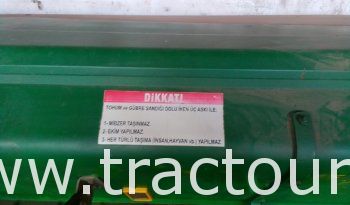 DİKKAT!
TOHUM ve GÜBRE SANDIĞI DOLU İKEN ÜÇ ASKI İLE;
1- MİBZER TAŞINMAZ
2- EKİM YAPILMAZ
3- HER TÜRLÜ TAŞIMA (İNSAN,HAYVAN vb.) YAPILMAZ
www.tractour